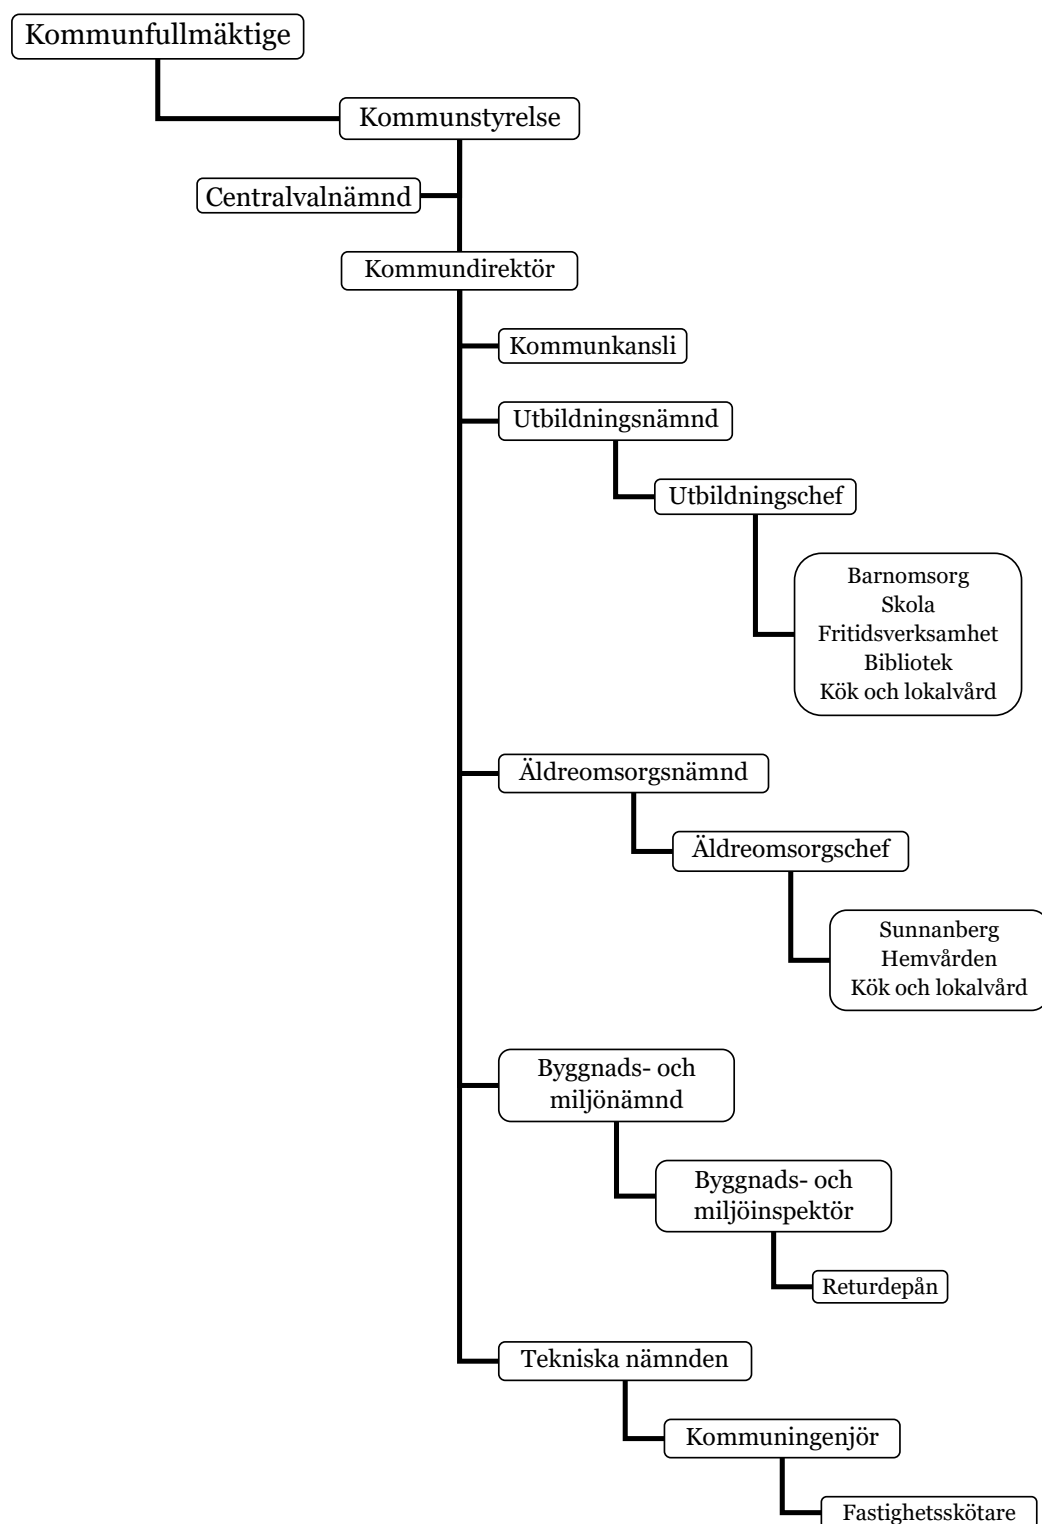 Kommunfullmäktige
Kommunstyrelse
Centralvalnämnd
Kommundirektör
Kommunkansli
Utbildningsnämnd
Utbildningschef
Barnomsorg
Skola
Fritidsverksamhet
Bibliotek
Kök och lokalvård
Äldreomsorgsnämnd
Äldreomsorgschef
Sunnanberg
Hemvården
Kök och lokalvård
Byggnads- och
miljönämnd
Byggnads- och
miljöinspektör
Returdepån
Tekniska nämnden
Kommuningenjör
Fastighetsskötare